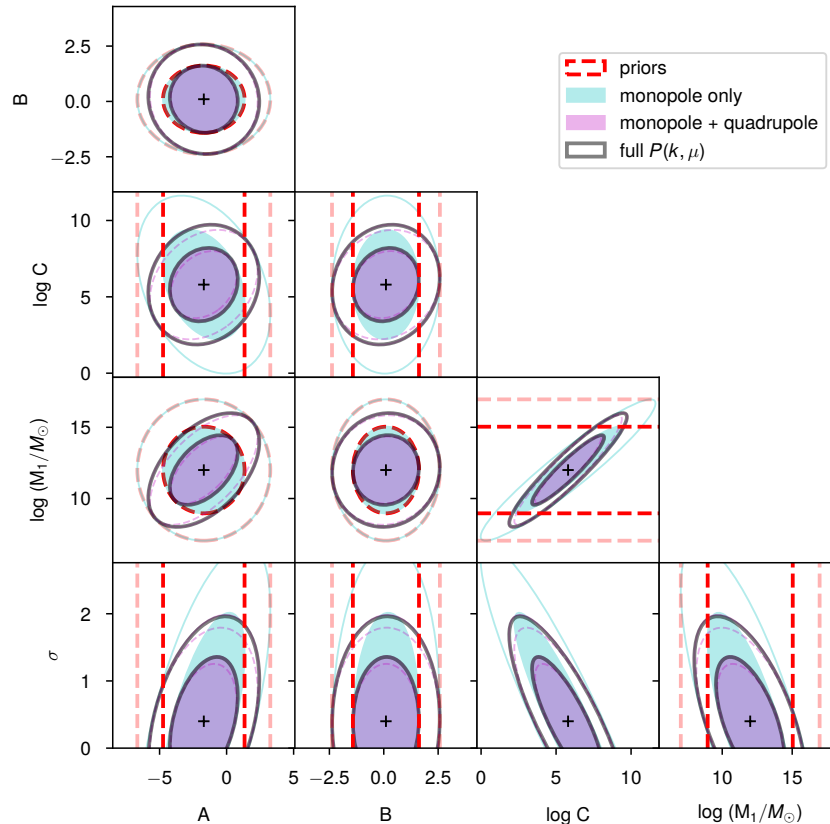 2.5
0.0
−2.5
B
priors
monopole only
monopole + quadrupole
full P(k, μ)
10
5
0
log C
15
10
log (M₁/M⊙)
2
1
0
σ
−5 0 5
−2.5 0.0 2.5
0 5 10
10 15
A
B
log C
log (M₁/M⊙)